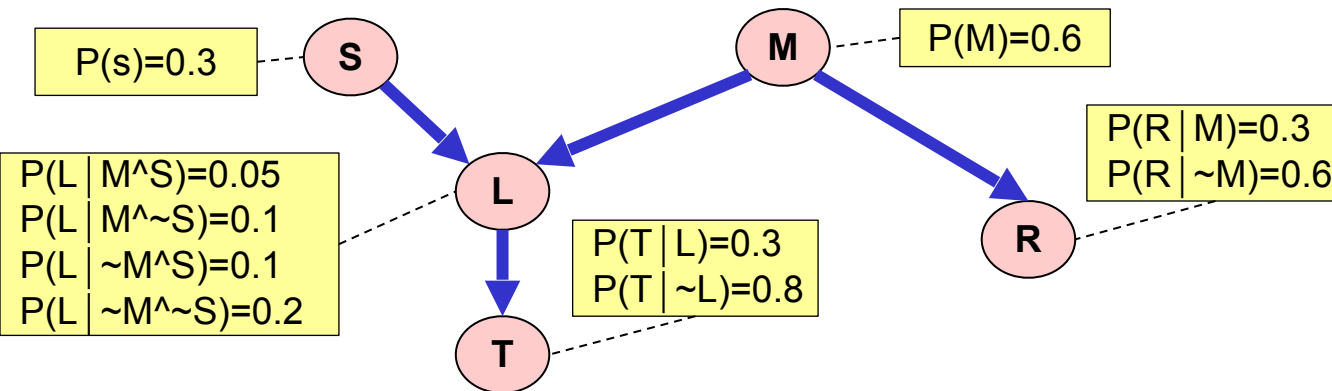 P(s)=0.3
S
M
P(M)=0.6
P(R|M)=0.3
P(R|~M)=0.6
P(L|M^S)=0.05
P(L|M^~S)=0.1
P(L|~M^S)=0.1
P(L|~M^~S)=0.2
L
P(T|L)=0.3
P(T|~L)=0.8
R
T